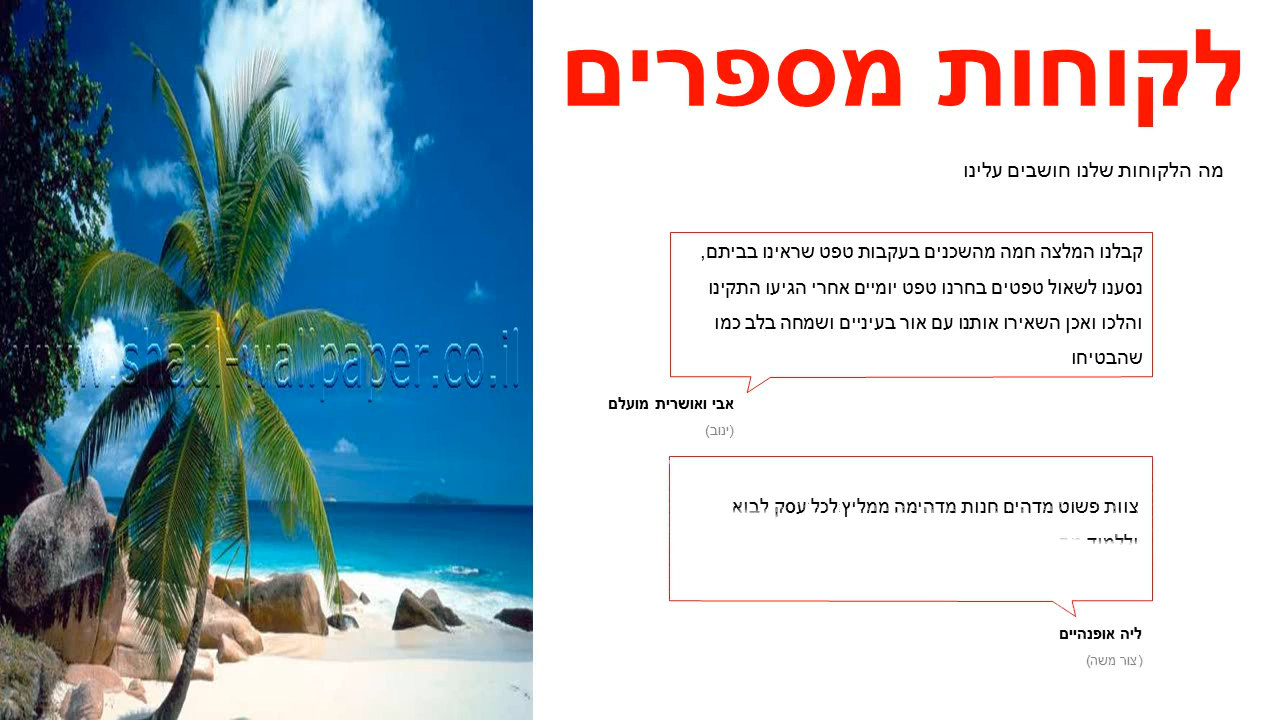 לקוחות מספרים
מה הלקוחות שלנו חושבים עלינו
קבלנו המלצה חמה מהשכנים בעקבות טפט שראינו בביתם,
נסענו לשאול טפטים בחרנו טפט יומיים אחרי הגיעו התקינו
והלכו ואכן השאירו אותנו עם אור בעיניים ושמחה בלב כמו
שהבטיחו
אבי ואושרית מועלם
(ינוב)
צוות פשוט מדהים חנות מדהימה ממליץ לכל עסק לבוא
וללמוד
ליה אופנהיים
(צור משה)
www.shaul-wallpaper.co.il